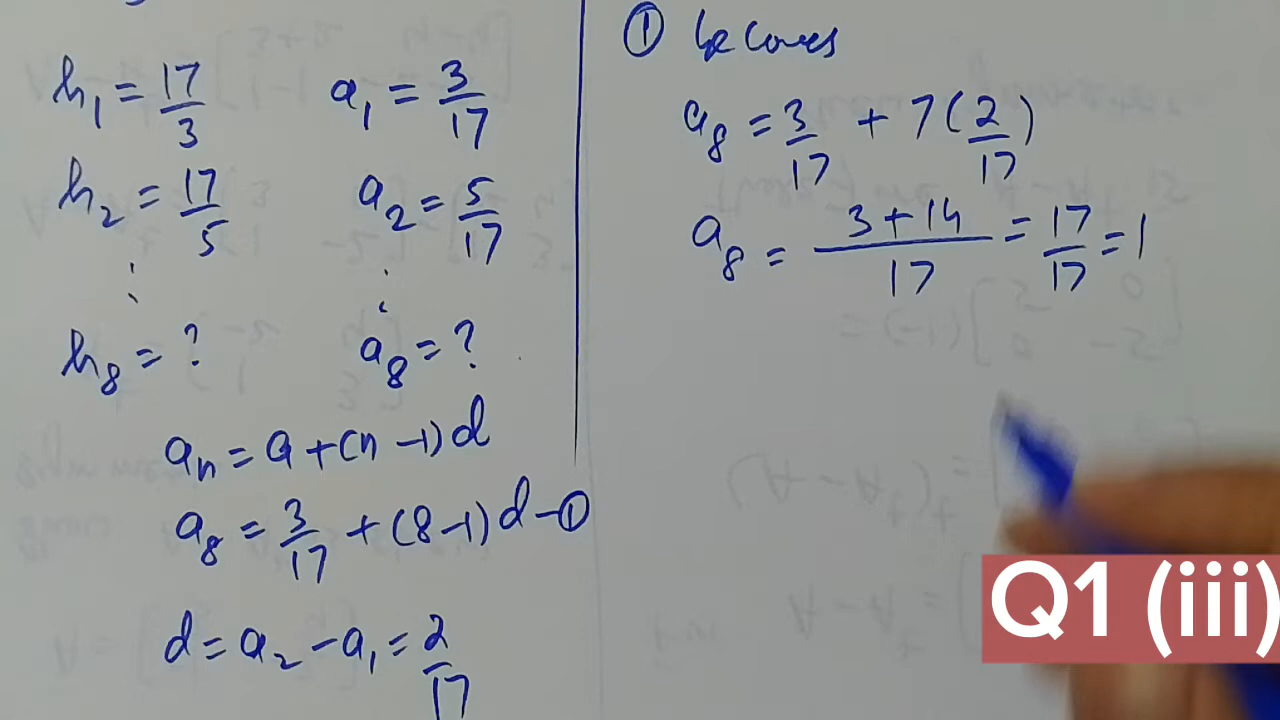 h₁ = 17/3    a₁ = 3/17
h₂ = 17/5    a₂ = 5/17
⋮    ⋮
h₈ = ?    a₈ = ?
aₙ = a + (n - 1)d
a₈ = 3/17 + (8 - 1)d - ①
d = a₂ - a₁ = 2/17
① becomes
a₈ = 3/17 + 7(2/17)
a₈ = (3 + 14)/17 = 17/17 = 1
Q1 (iii)